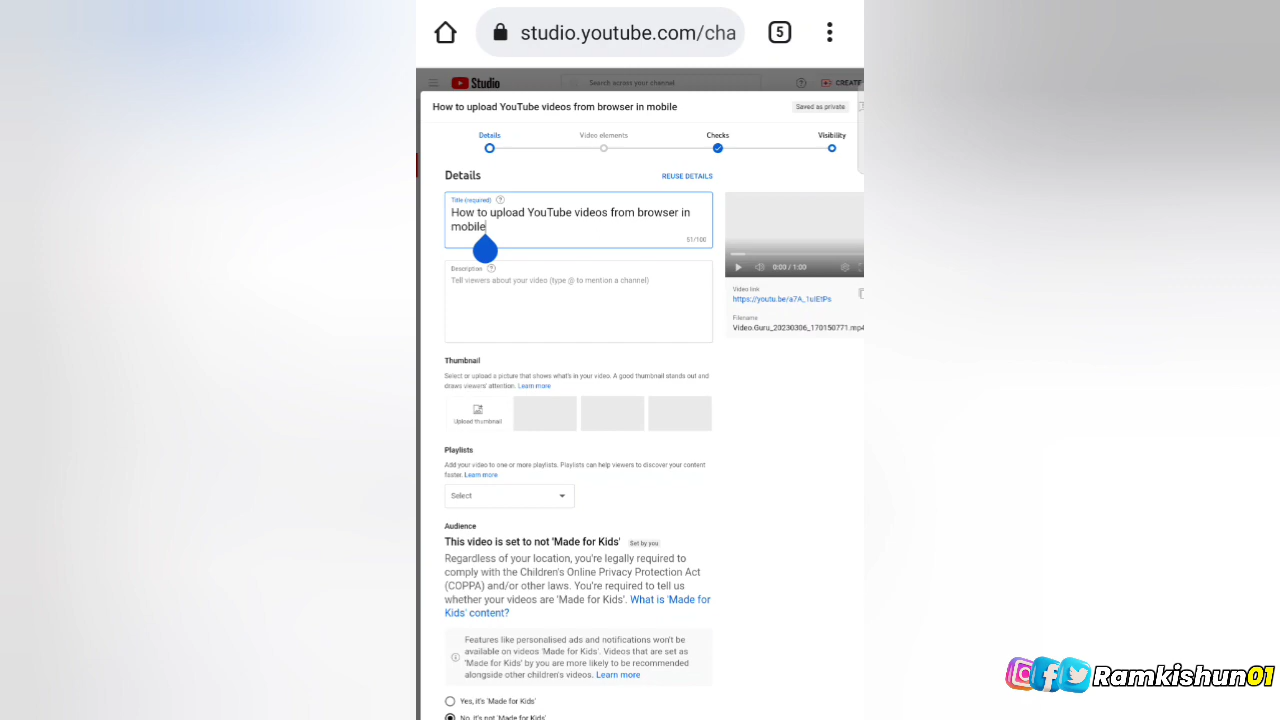 studio.youtube.com/cha
5
Studio
Search across your channel
CREATE
How to upload YouTube videos from browser in mobile
Saved as private
Details
Video elements
Checks
Visibility
Details
REUSE DETAILS
Title (required)
How to upload YouTube videos from browser in
mobile
51/100
Description
Tell viewers about your video (type @ to mention a channel)
0:00 / 1:09
Video link
https://youtu.be/a7A_1uIEtPs
Filename
Video.Guru_20230306_170150771.mp4
Thumbnail
Select or upload a picture that shows what's in your video. A good thumbnail stands out and
draws viewers' attention. Learn more
Upload thumbnail
Playlists
Add your video to one or more playlists. Playlists can help viewers to discover your content
faster. Learn more
Select
Audience
This video is set to not 'Made for Kids' Set by you
Regardless of your location, you're legally required to
comply with the Children's Online Privacy Protection Act
(COPPA) and/or other laws. You're required to tell us
whether your videos are 'Made for Kids'. What is 'Made for
Kids' content?
Features like personalised ads and notifications won't be
available on videos 'Made for Kids'. Videos that are set as
'Made for Kids' by you are more likely to be recommended
alongside other children's videos. Learn more
Yes, it's 'Made for Kids'
No, it's not 'Made for Kids'
Ramkishun01